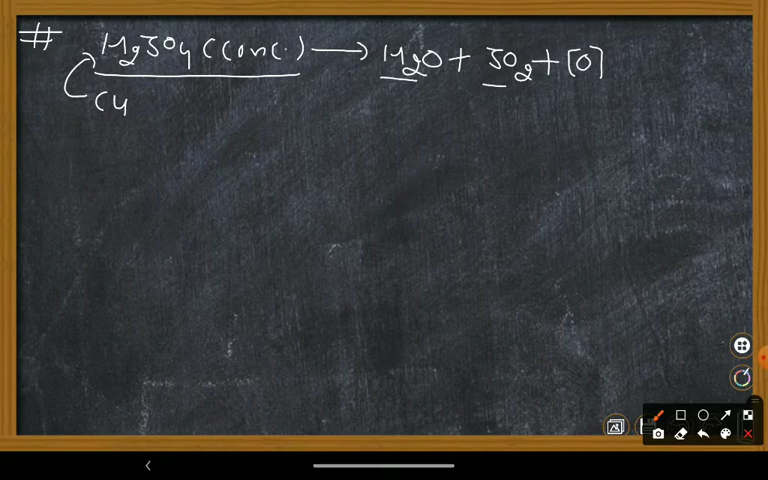 # H₂SO₄ (Conc.) ⟶ H₂O + SO₂ + [O]
Cu